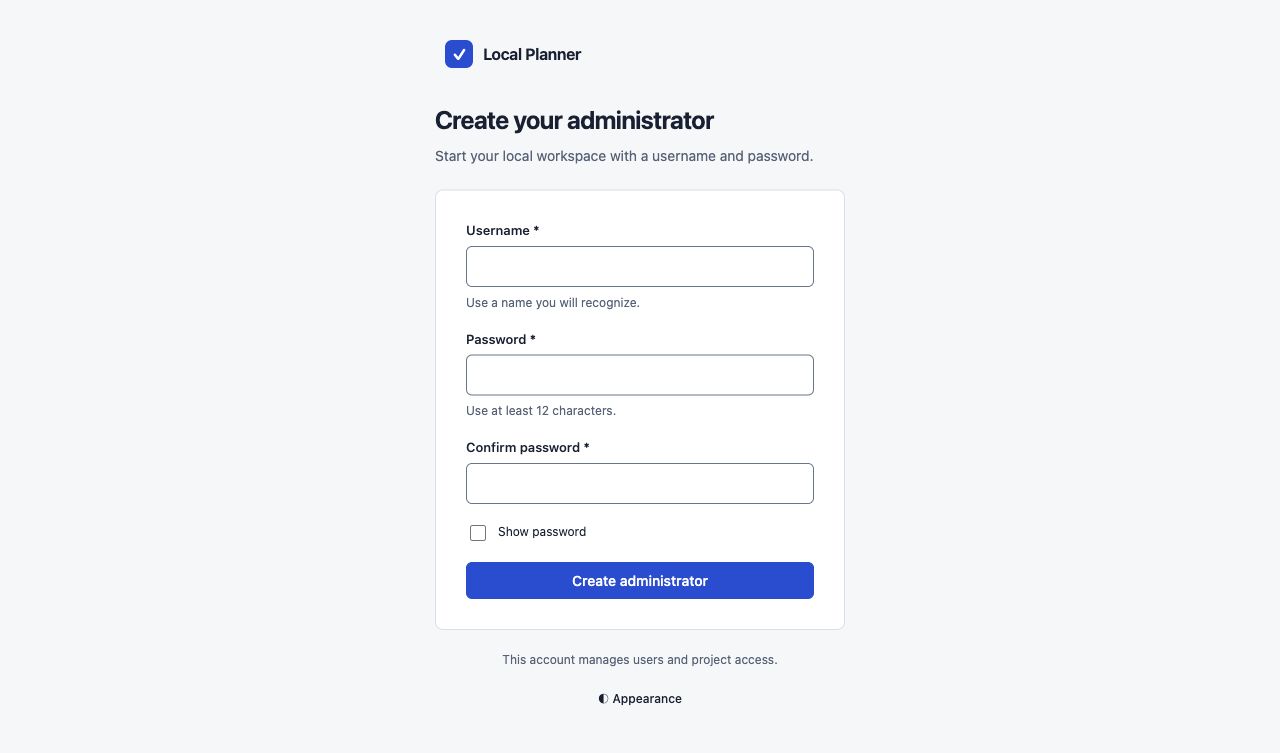 Local Planner
Create your administrator
Start your local workspace with a username and password.
Username *
Use a name you will recognize.
Password *
Use at least 12 characters.
Confirm password *
Show password
Create administrator
This account manages users and project access.
Appearance